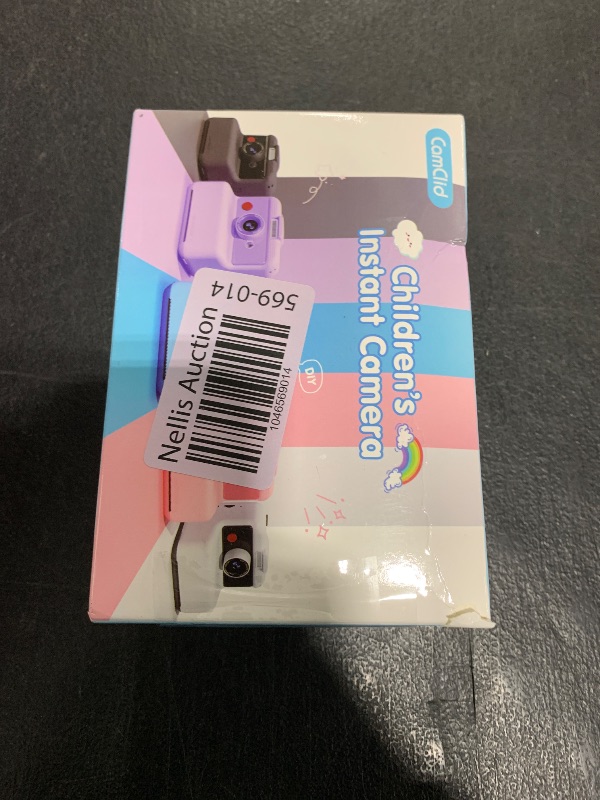 CamClid
Children's
Instant Camera
DIY
Nellis Auction
1046569014
569-014